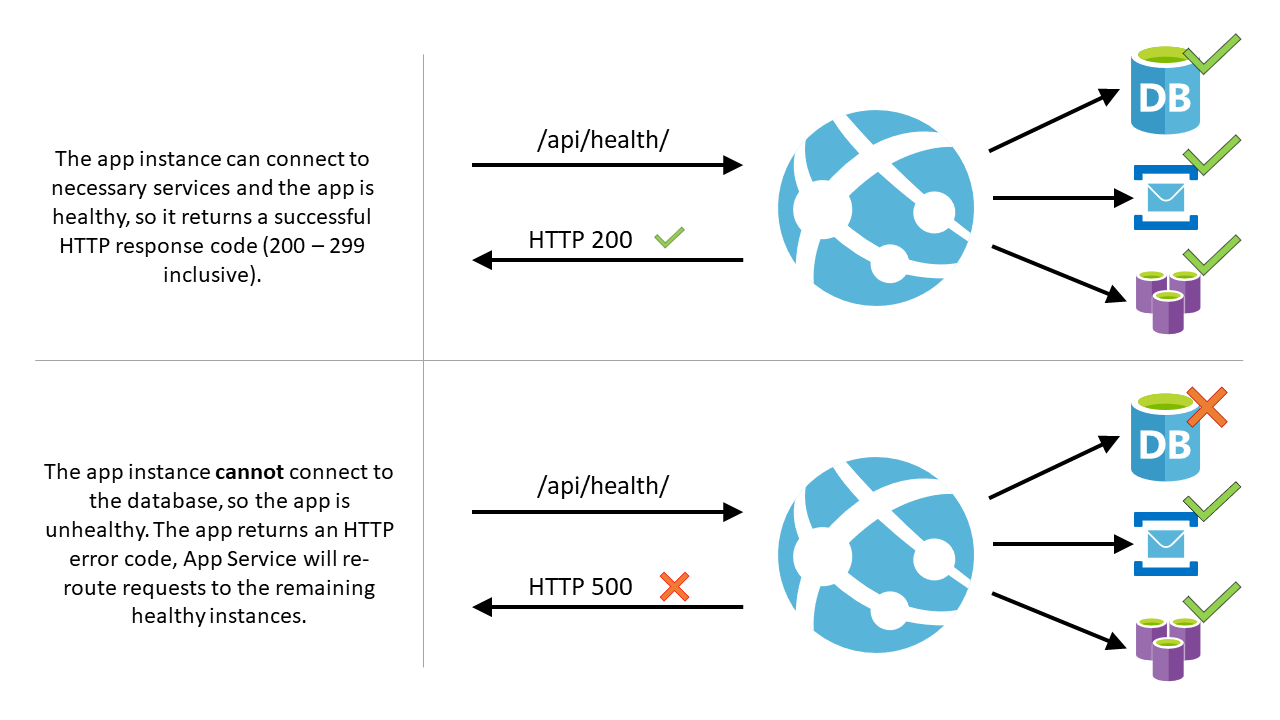 The app instance can connect to
necessary services and the app is
healthy, so it returns a successful
HTTP response code (200 – 299
inclusive).
/api/health/
HTTP 200
DB
The app instance cannot connect to
the database, so the app is
unhealthy. The app returns an HTTP
error code, App Service will re-
route requests to the remaining
healthy instances.
/api/health/
HTTP 500
DB